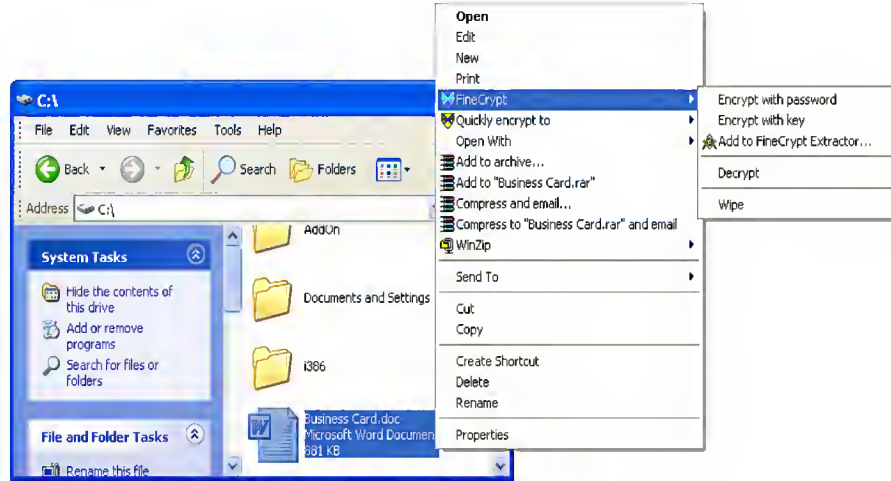 C:\
File Edit View Favorites Tools Help
Back Search Folders
Address C:\
System Tasks
Hide the contents of
this drive
Add or remove
programs
Search for files or
folders
File and Folder Tasks
Rename this file
AddOn
Documents and Settings
i386
Business Card.doc
Microsoft Word Documen
881 KB
Open
Edit
New
Print
FineCrypt
Quickly encrypt to
Open With
Add to archive...
Add to "Business Card.rar"
Compress and email...
Compress to "Business Card.rar" and email
WinZip
Send To
Cut
Copy
Create Shortcut
Delete
Rename
Properties
Encrypt with password
Encrypt with key
Add to FineCrypt Extractor...
Decrypt
Wipe